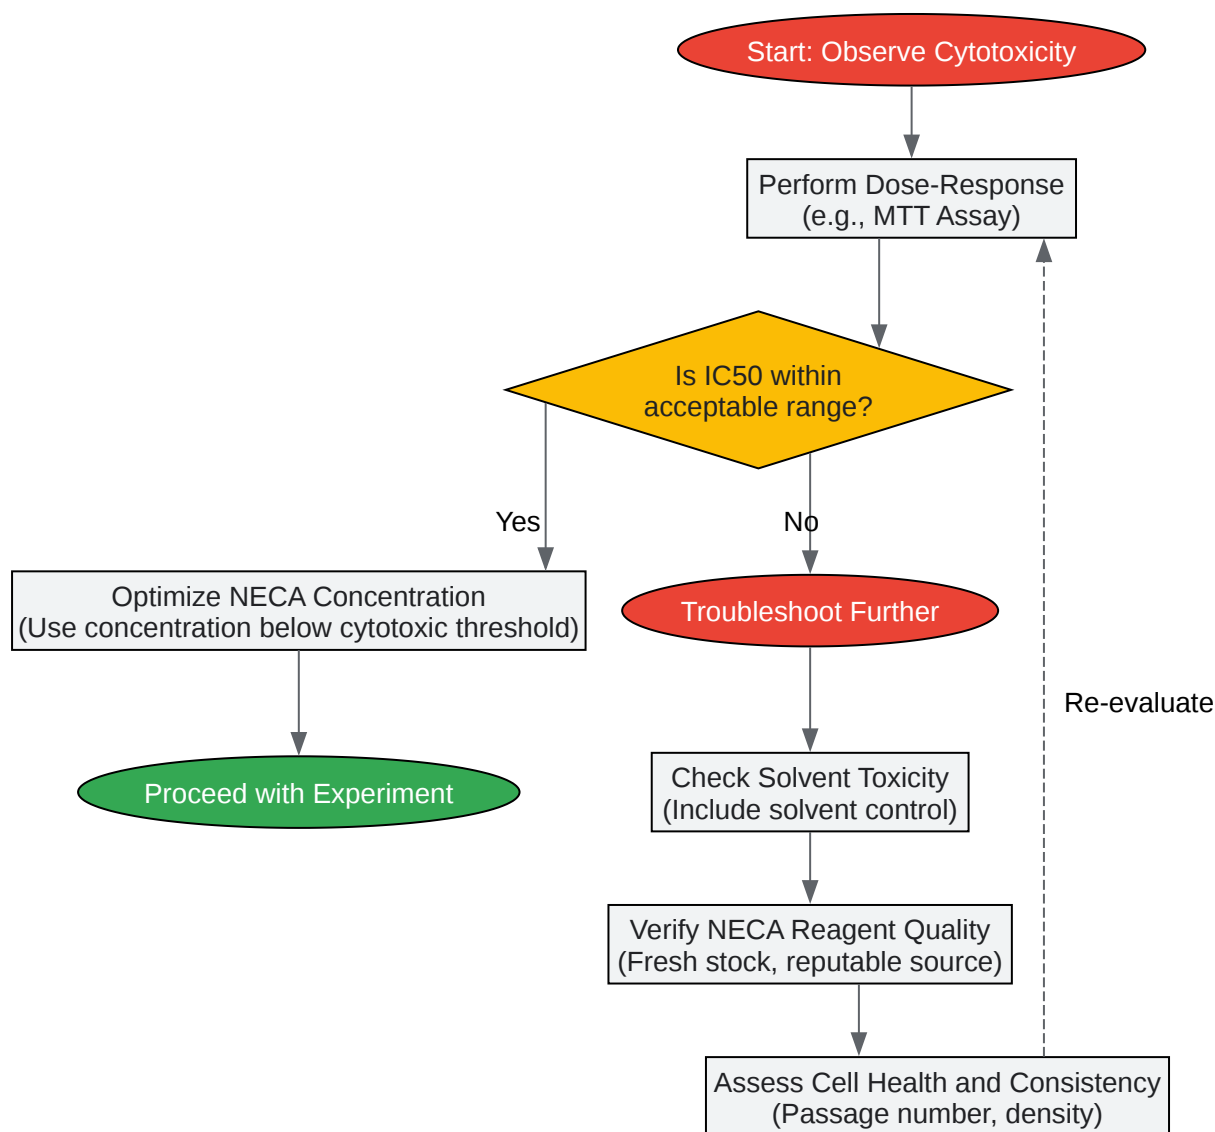 Start: Observe Cytotoxicity
Perform Dose-Response
(e.g., MTT Assay)
Is IC50 within
acceptable range?
Yes
No
Optimize NECA Concentration
(Use concentration below cytotoxic threshold)
Troubleshoot Further
Re-evaluate
Proceed with Experiment
Check Solvent Toxicity
(Include solvent control)
Verify NECA Reagent Quality
(Fresh stock, reputable source)
Assess Cell Health and Consistency
(Passage number, density)